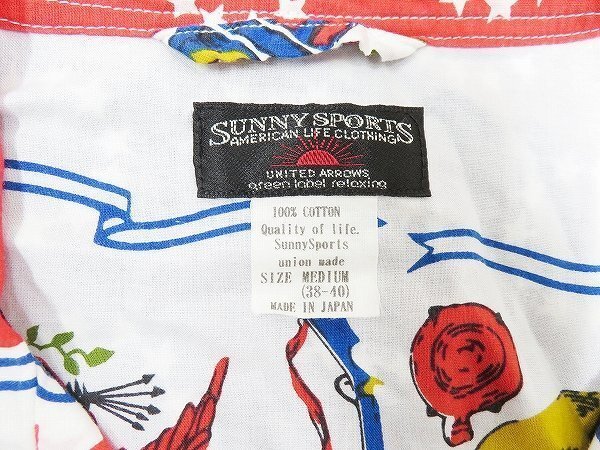 SUNNY SPORTS
AMERICAN LIFE CLOTHING
UNITED ARROWS
green label relaxing
100% COTTON
Quality of life.
SunnySports
union made
SIZE MEDIUM
(38-40)
MADE IN JAPAN